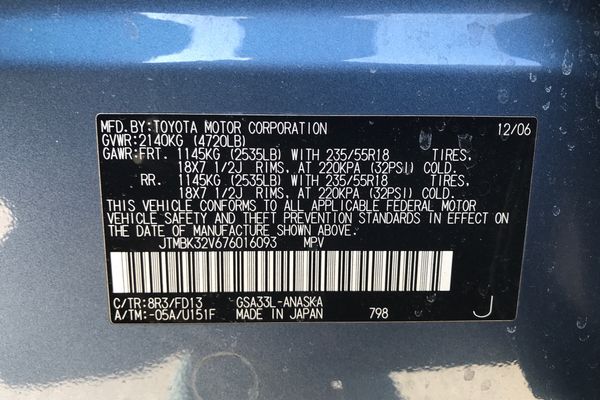 MFD.BY:TOYOTA MOTOR CORPORATION 12/06
GVWR:2140KG (4720LB)
GAWR:FRT. 1145KG (2535LB) WITH 235/55R18 TIRES,
18X7 1/2J RIMS, AT 220KPA (32PSI) COLD.
RR. 1145KG (2535LB) WITH 235/55R18 TIRES,
18X7 1/2J RIMS, AT 220KPA (32PSI) COLD.
THIS VEHICLE CONFORMS TO ALL APPLICABLE FEDERAL MOTOR
VEHICLE SAFETY AND THEFT PREVENTION STANDARDS IN EFFECT ON
THE DATE OF MANUFACTURE SHOWN ABOVE.
JTMBK32V676016093 MPV
C/TR:8R3/FD13 GSA33L-ANASKA
A/TM:-05A/U151F MADE IN JAPAN 798 J